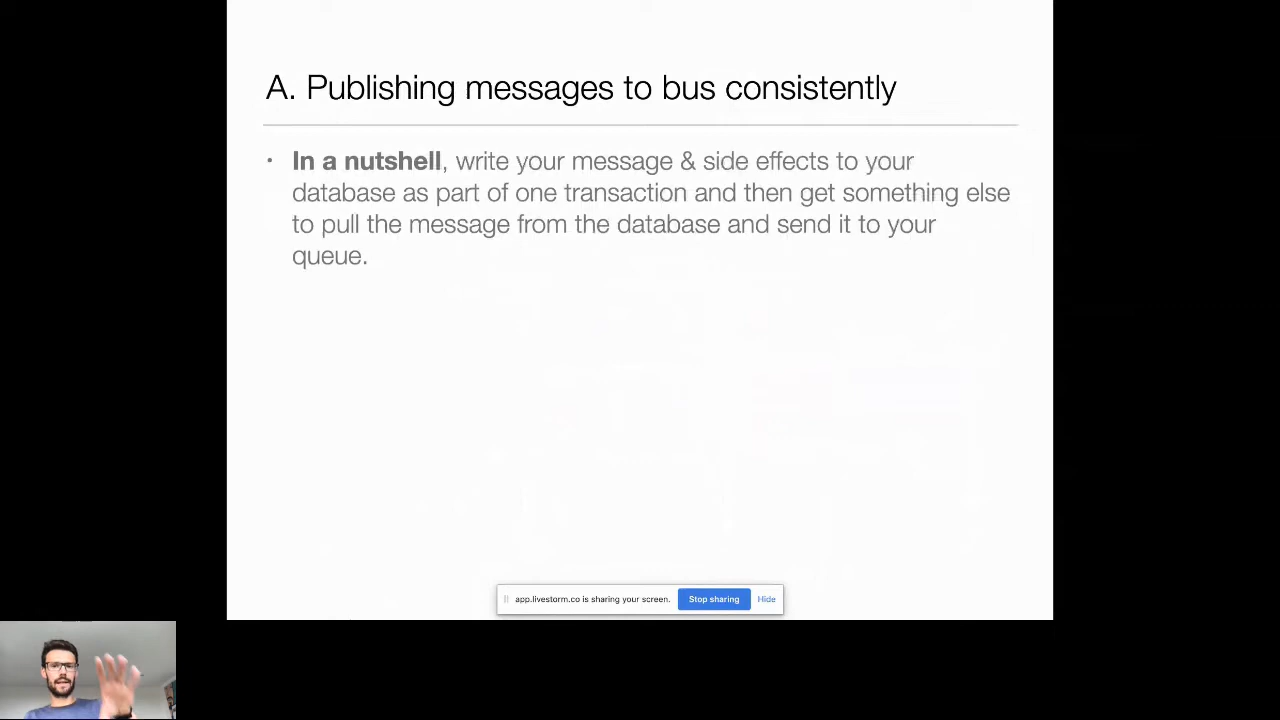 A. Publishing messages to bus consistently
• In a nutshell, write your message & side effects to your
database as part of one transaction and then get something else
to pull the message from the database and send it to your
queue.
app.livestorm.co is sharing your screen. Stop sharing Hide